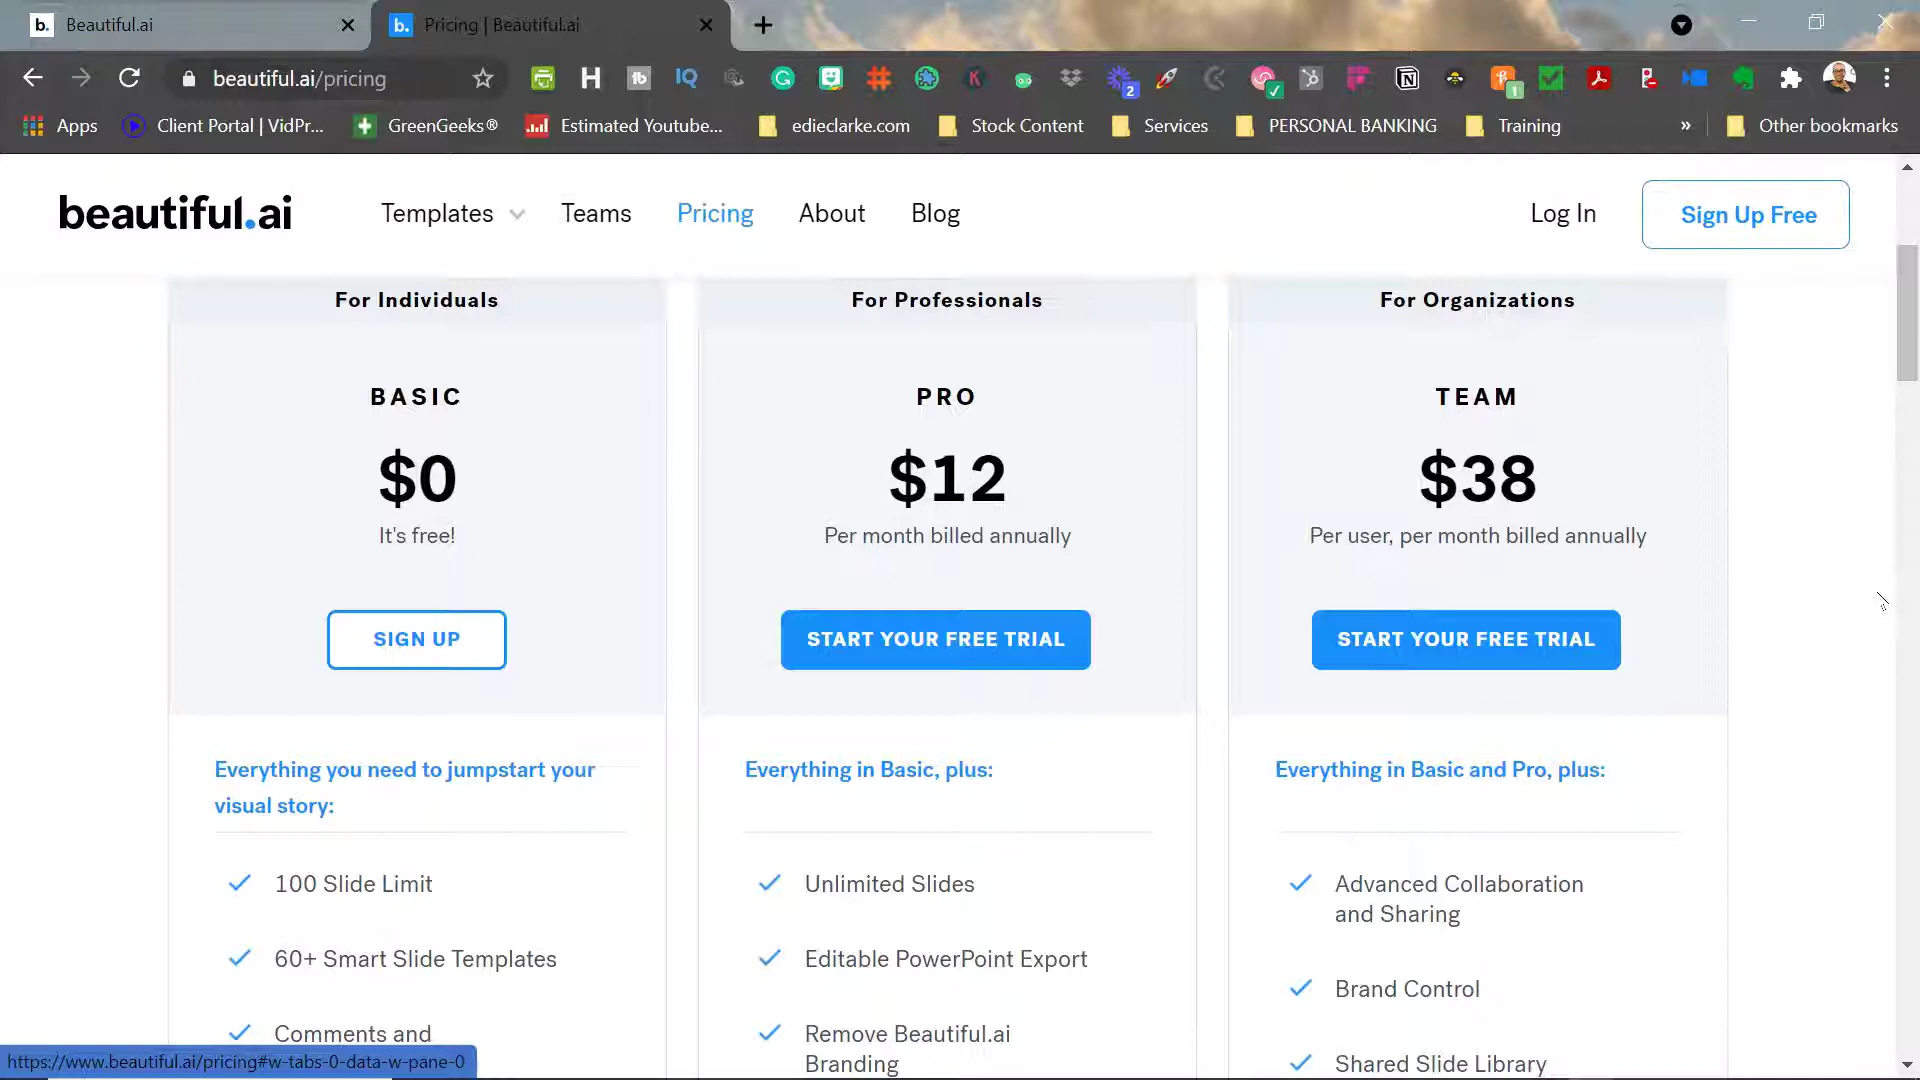 b. Beautiful.ai
b. Pricing | Beautiful.ai
beautiful.ai/pricing
Apps
Client Portal | VidPr...
GreenGeeks®
Estimated Youtube...
edieclarke.com
Stock Content
Services
PERSONAL BANKING
Training
»
Other bookmarks
beautiful.ai
Templates
Teams
Pricing
About
Blog
Log In
Sign Up Free
For Individuals
BASIC
$0
It's free!
SIGN UP
Everything you need to jumpstart your
visual story:
100 Slide Limit
60+ Smart Slide Templates
Comments and
For Professionals
PRO
$12
Per month billed annually
START YOUR FREE TRIAL
Everything in Basic, plus:
Unlimited Slides
Editable PowerPoint Export
Remove Beautiful.ai
Branding
For Organizations
TEAM
$38
Per user, per month billed annually
START YOUR FREE TRIAL
Everything in Basic and Pro, plus:
Advanced Collaboration
and Sharing
Brand Control
Shared Slide Library
https://www.beautiful.ai/pricing#w-tabs-0-data-w-pane-0